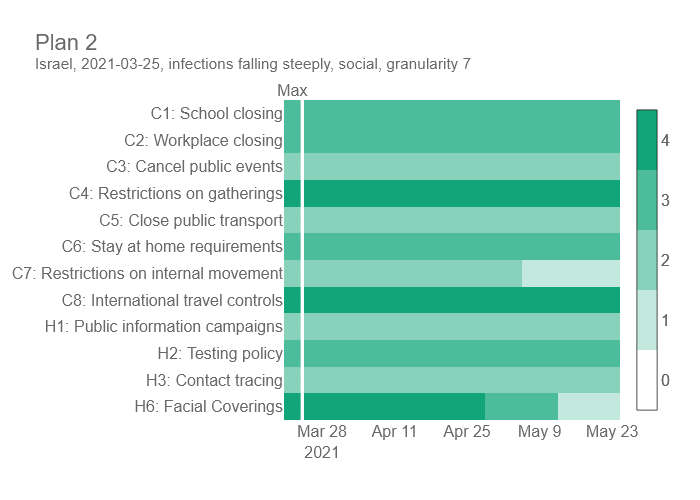 Plan 2
Israel, 2021-03-25, infections falling steeply, social, granularity 7
Max
C1: School closing
C2: Workplace closing
C3: Cancel public events
C4: Restrictions on gatherings
C5: Close public transport
C6: Stay at home requirements
C7: Restrictions on internal movement
C8: International travel controls
H1: Public information campaigns
H2: Testing policy
H3: Contact tracing
H6: Facial Coverings
Mar 28 Apr 11 Apr 25 May 9 May 23
2021
4
3
2
1
0